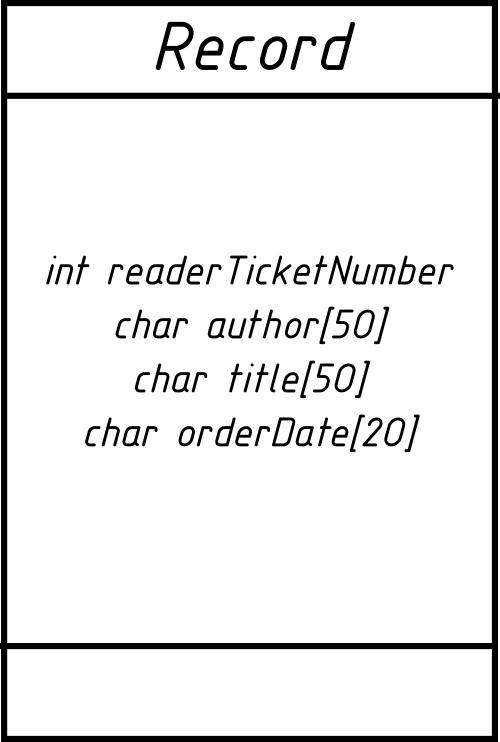 Record
int readerTicketNumber
char author[50]
char title[50]
char orderDate[20]